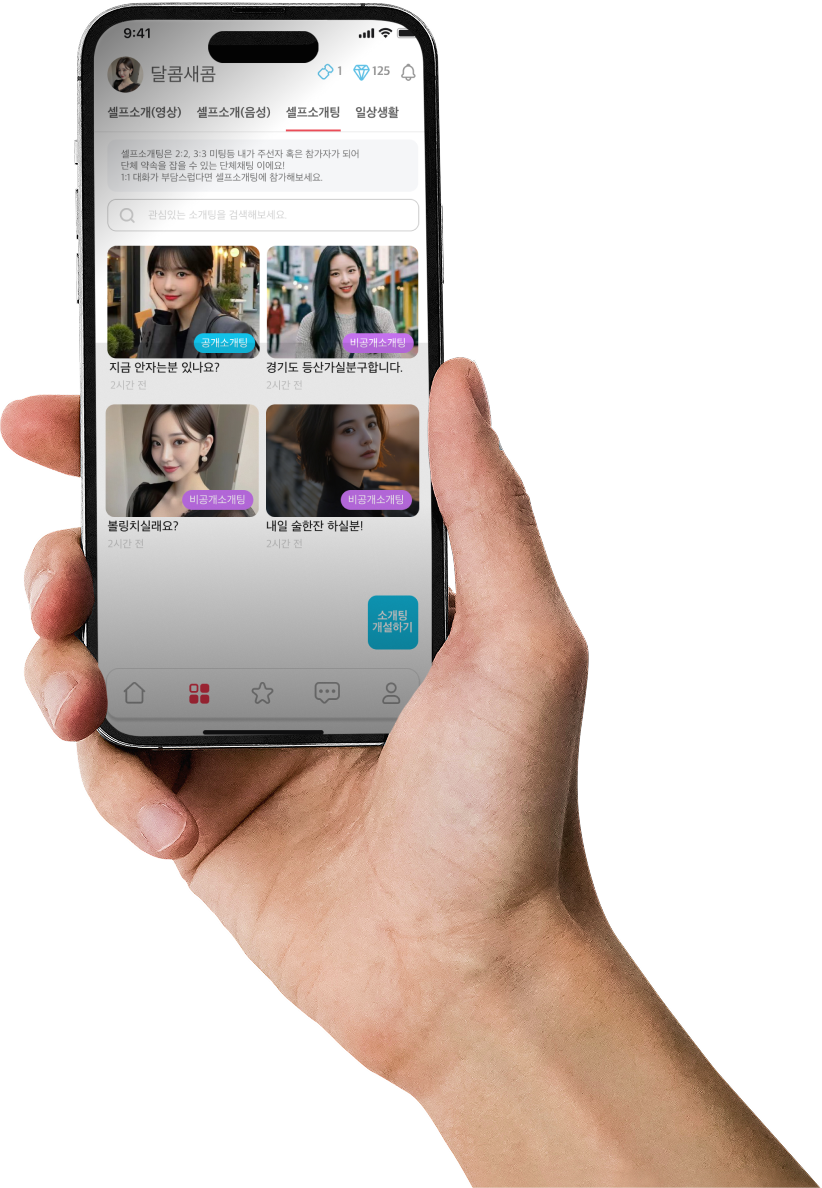 9:41
달콤새콤
1
125
셀프소개(영상) 셀프소개(음성) 셀프소개팅 일상생활
셀프소개팅은 2:2, 3:3 미팅등 내가 주선자 혹은 참가자가 되어
단체 약속을 잡을 수 있는 단체채팅 이에요!
1:1 대화가 부담스럽다면 셀프소개팅에 참가해보세요.
관심있는 소개팅을 검색해보세요.
공개소개팅
비공개소개팅
지금 안자는분 있나요?
경기도 등산가실분구합니다.
2시간 전
2시간 전
비공개소개팅
비공개소개팅
볼링치실래요?
내일 술한잔 하실분!
2시간 전
2시간 전
소개팅
개설하기